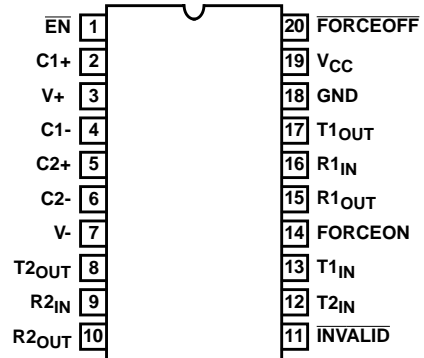 EN 1 20 FORCEOFF
C1+ 2 19 VCC
V+ 3 18 GND
C1- 4 17 T1OUT
C2+ 5 16 R1IN
C2- 6 15 R1OUT
V- 7 14 FORCEON
T2OUT 8 13 T1IN
R2IN 9 12 T2IN
R2OUT 10 11 INVALID